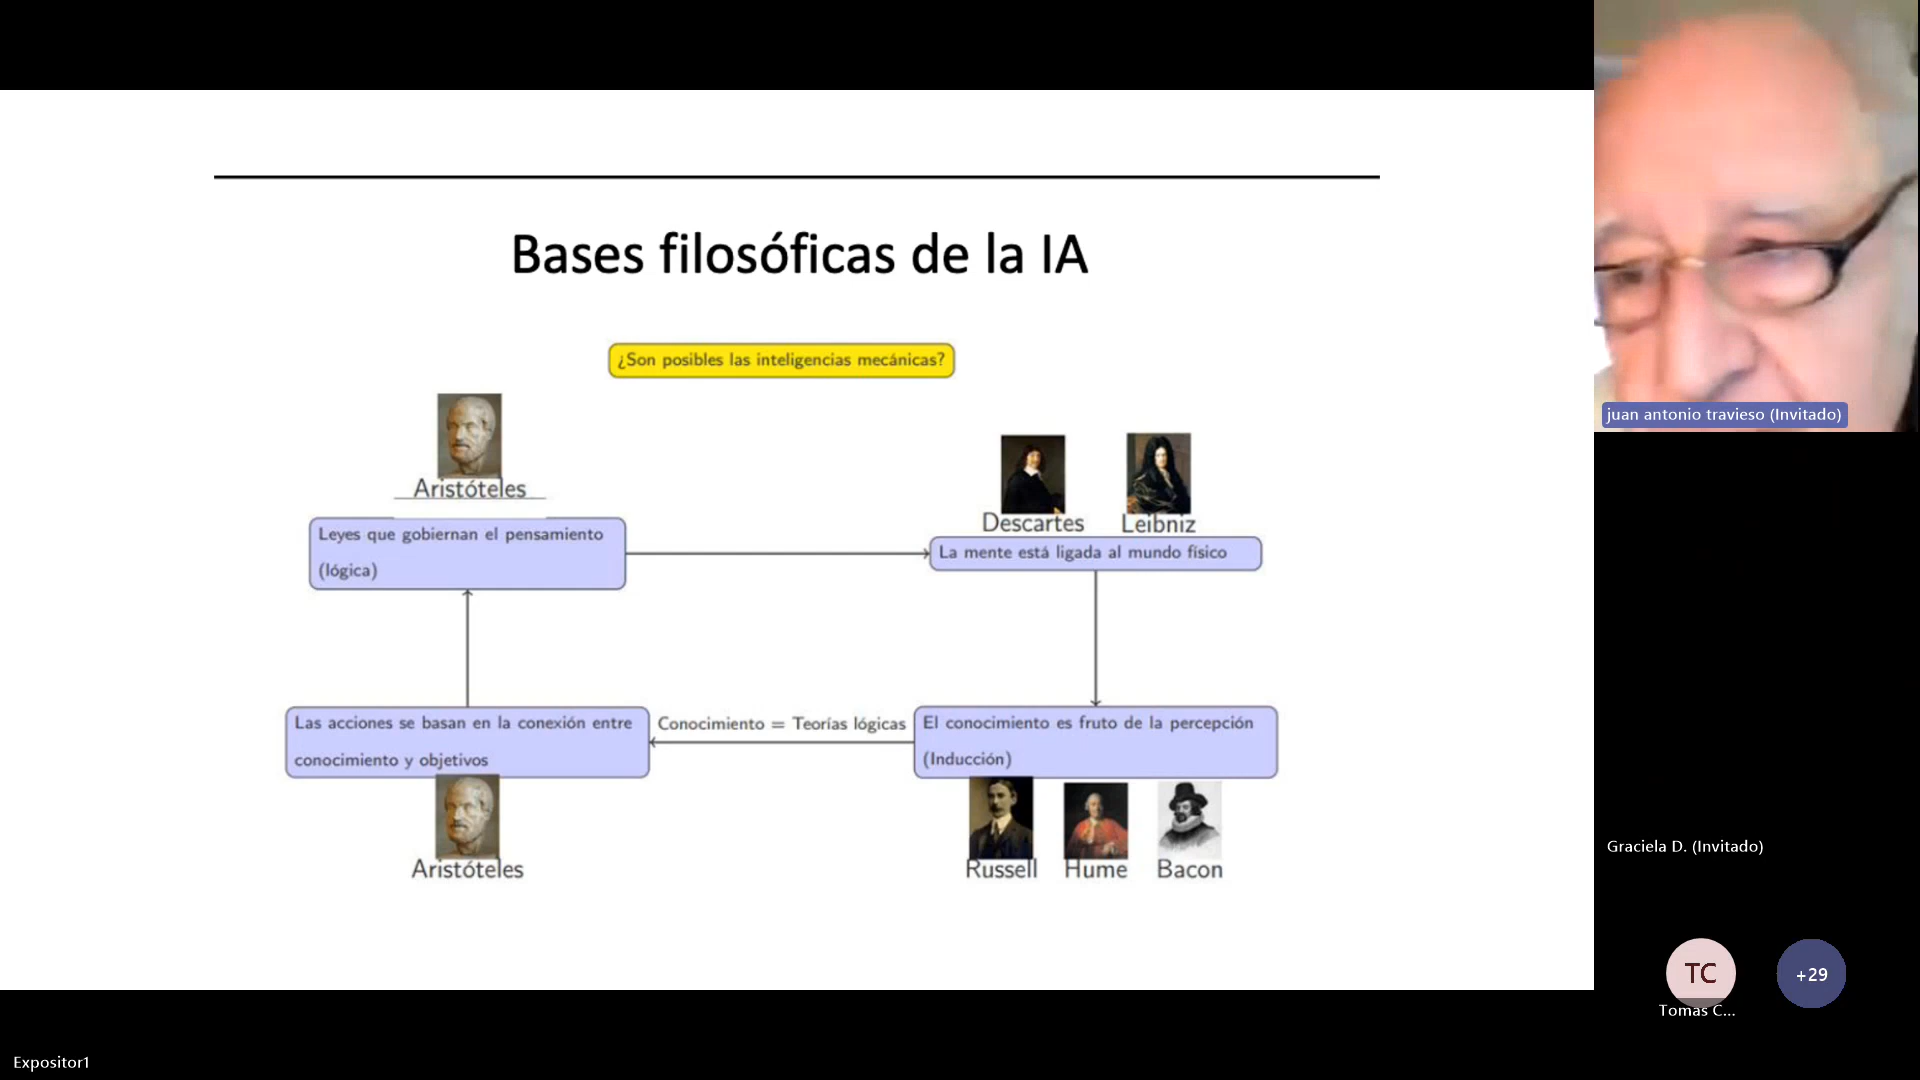 Bases filosóficas de la IA
¿Son posibles las inteligencias mecánicas?
Aristóteles
Descartes
Leibniz
Leyes que gobiernan el pensamiento
(lógica)
La mente está ligada al mundo físico
Las acciones se basan en la conexión entre
conocimiento y objetivos
Conocimiento = Teorías lógicas
El conocimiento es fruto de la percepción
(Inducción)
Aristóteles
Russell
Hume
Bacon
juan antonio travieso (Invitado)
Graciela D. (Invitado)
TC
+29
Tomas C...
Expositor1